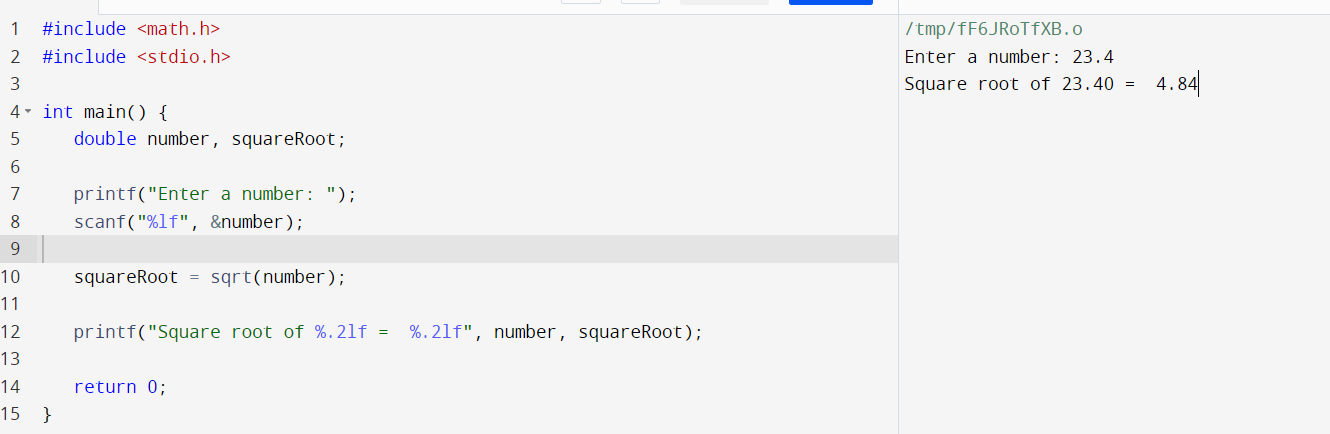 1 #include <math.h>
2 #include <stdio.h>
3
4 int main() {
5    double number, squareRoot;
6
7    printf("Enter a number: ");
8    scanf("%lf", &number);
9
10    squareRoot = sqrt(number);
11
12    printf("Square root of %.2lf =  %.2lf", number, squareRoot);
13
14    return 0;
15 }
/tmp/fF6JRoTfXB.o
Enter a number: 23.4
Square root of 23.40 =  4.84